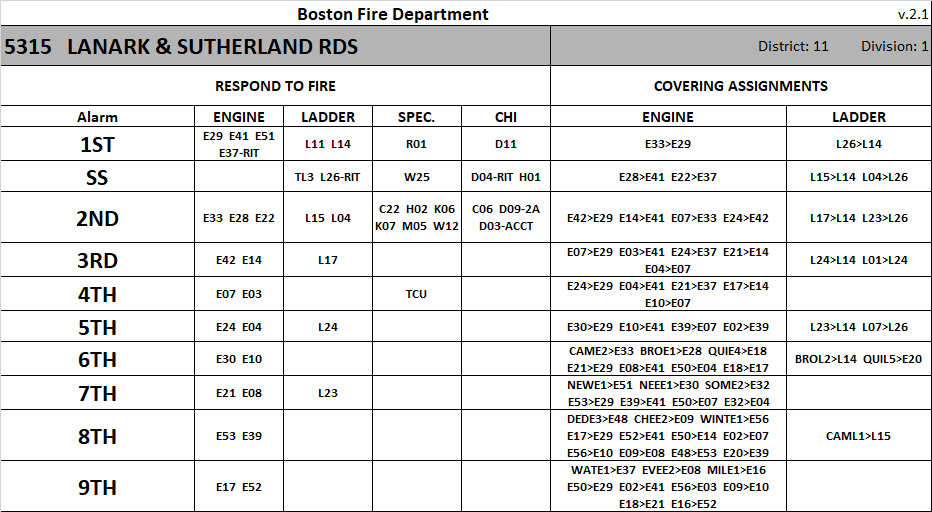 Boston Fire Department v.2.1
5315 LANARK & SUTHERLAND RDS District: 11 Division: 1
RESPOND TO FIRE COVERING ASSIGNMENTS
Alarm ENGINE LADDER SPEC. CHI ENGINE LADDER
1ST E29 E41 E51 L11 L14 R01 D11 E33>E29 L26>L14
E37-RIT
SS TL3 L26-RIT W25 D04-RIT H01 E28>E41 E22>E37 L15>L14 L04>L26
2ND E33 E28 E22 L15 L04 C22 H02 K06 C06 D09-2A E42>E29 E14>E41 E07>E33 E24>E42 L17>L14 L23>L26
K07 M05 W12 D03-ACCT
3RD E42 E14 L17 E07>E29 E03>E41 E24>E37 E21>E14 L24>L14 L01>L24
E04>E07
4TH E07 E03 TCU E24>E29 E04>E41 E21>E37 E17>E14
E10>E07
5TH E24 E04 L24 E30>E29 E10>E41 E39>E07 E02>E39 L23>L14 L07>L26
6TH E30 E10 CAME2>E33 BROE1>E28 QUIE4>E18 BROL2>L14 QUIL5>E20
E21>E29 E08>E41 E50>E04 E18>E17
7TH E21 E08 L23 NEWE1>E51 NEEE1>E30 SOME2>E32
E53>E29 E39>E41 E50>E07 E32>E04
8TH E53 E39 DEDE3>E48 CHEE2>E09 WINTE1>E56 CAML1>L15
E17>E29 E52>E41 E50>E14 E02>E07
E56>E10 E09>E08 E48>E53 E20>E39
9TH E17 E52 WATE1>E37 EVEE2>E08 MILE1>E16
E50>E29 E02>E41 E56>E03 E09>E10
E18>E21 E16>E52